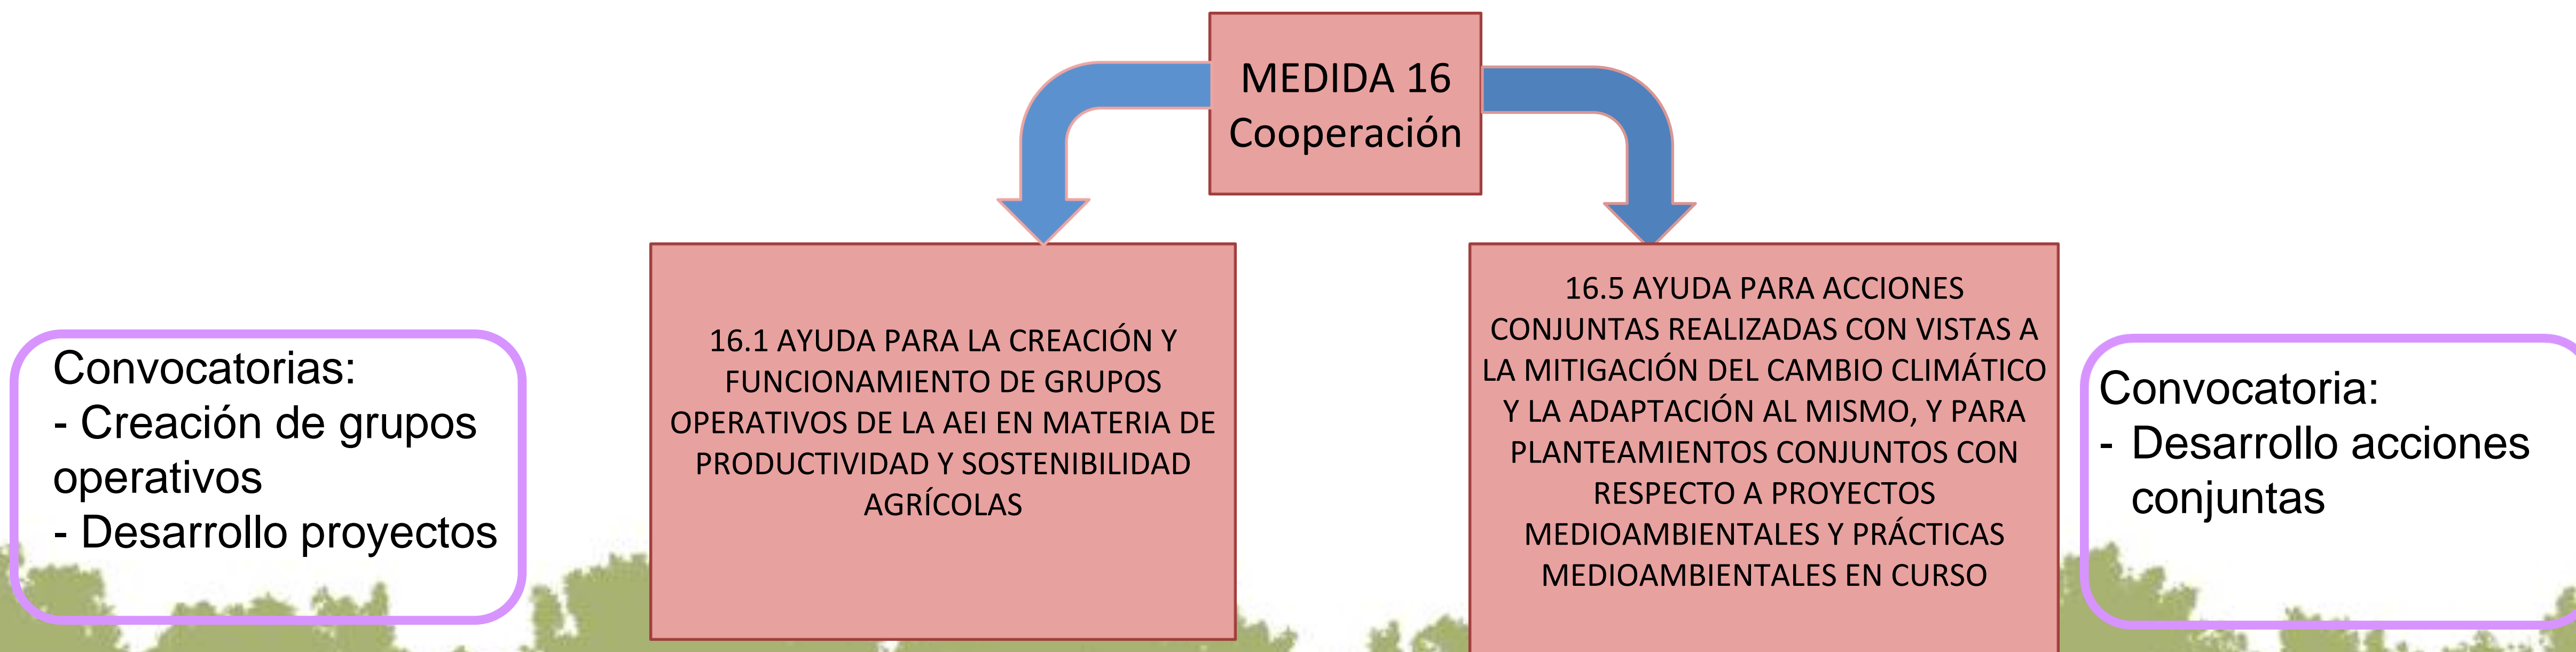 MEDIDA 16
Cooperación
Convocatorias:
- Creación de grupos
operativos
- Desarrollo proyectos
16.1 AYUDA PARA LA CREACIÓN Y
FUNCIONAMIENTO DE GRUPOS
OPERATIVOS DE LA AEI EN MATERIA DE
PRODUCTIVIDAD Y SOSTENIBILIDAD
AGRÍCOLAS
16.5 AYUDA PARA ACCIONES
CONJUNTAS REALIZADAS CON VISTAS A
LA MITIGACIÓN DEL CAMBIO CLIMÁTICO
Y LA ADAPTACIÓN AL MISMO, Y PARA
PLANTEAMIENTOS CONJUNTOS CON
RESPECTO A PROYECTOS
MEDIOAMBIENTALES Y PRÁCTICAS
MEDIOAMBIENTALES EN CURSO
Convocatoria:
- Desarrollo acciones
conjuntas